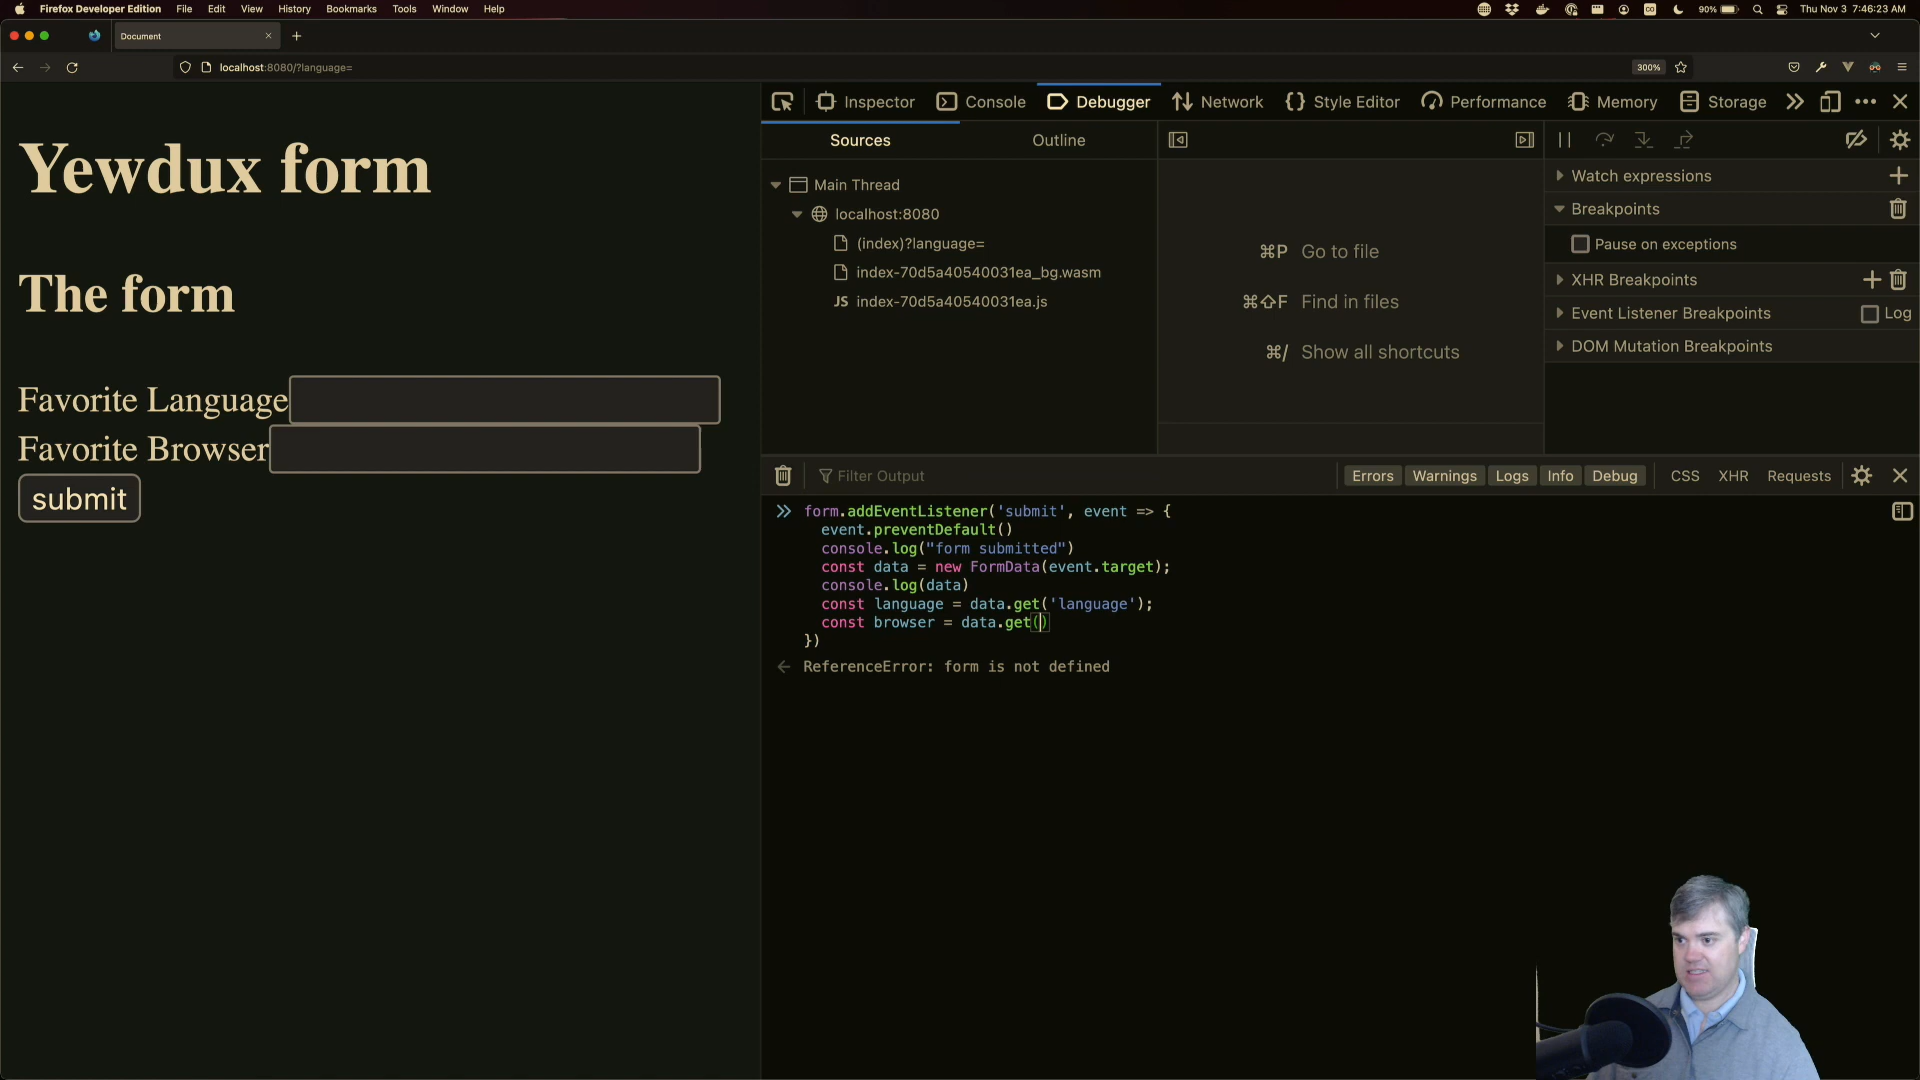 Firefox Developer Edition File Edit View History Bookmarks Tools Window Help 90% Thu Nov 3 7:46:23 AM
Document
localhost:8080/?language= 300%
Inspector Console Debugger Network Style Editor Performance Memory Storage
Sources Outline
Main Thread
localhost:8080
(index)?language=
index-70d5a40540031ea_bg.wasm
JS index-70d5a40540031ea.js
⌘P Go to file
⌘⇧F Find in files
⌘/ Show all shortcuts
Watch expressions
Breakpoints
Pause on exceptions
XHR Breakpoints
Event Listener Breakpoints Log
DOM Mutation Breakpoints
Yewdux form
The form
Favorite Language
Favorite Browser
submit
Filter Output Errors Warnings Logs Info Debug CSS XHR Requests
form.addEventListener('submit', event => {
event.preventDefault()
console.log("form submitted")
const data = new FormData(event.target);
console.log(data)
const language = data.get('language');
const browser = data.get()
})
ReferenceError: form is not defined